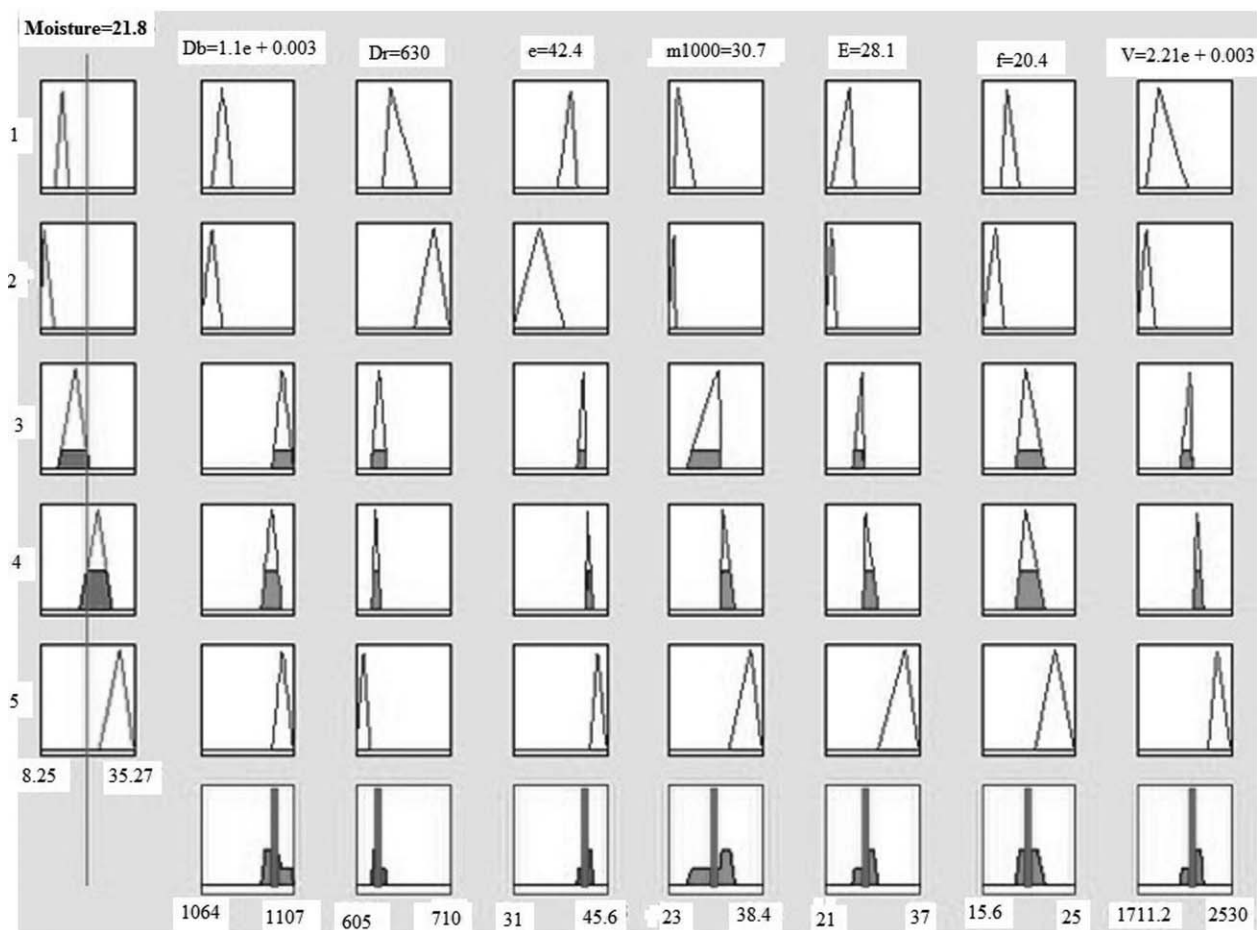 Moisture=21.8
Db=1.1e + 0.003
Dr=630
e=42.4
m1000=30.7
E=28.1
f=20.4
V=2.21e + 0.003
1
2
3
4
5
8.25 35.27
1064 1107 605 710 31 45.6 23 38.4 21 37 15.6 25 1711.2 2530